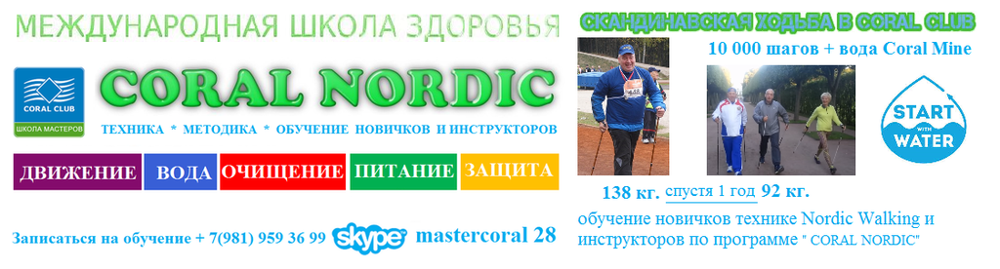 МЕЖДУНАРОДНАЯ ШКОЛА ЗДОРОВЬЯ
CORAL CLUB
ШКОЛА МАСТЕРОВ
CORAL NORDIC
ТЕХНИКА * МЕТОДИКА * ОБУЧЕНИЕ НОВИЧКОВ И ИНСТРУКТОРОВ
ДВИЖЕНИЕ ВОДА ОЧИЩЕНИЕ ПИТАНИЕ ЗАЩИТА
Записаться на обучение + 7(981) 959 36 99 skype mastercoral 28
СКАНДИНАВСКАЯ ХОДЬБА В CORAL CLUB
10 000 шагов + вода Coral Mine
START
WITH
WATER
138 кг. спустя 1 год 92 кг.
обучение новичков технике Nordic Walking и
инструкторов по программе " CORAL NORDIC"